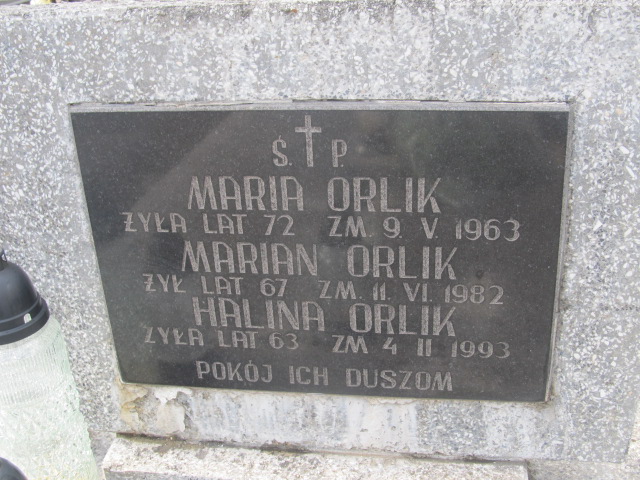 Ś. P.
MARIA ORLIK
ŻYŁA LAT 72 ZM. 9. V. 1963
MARIAN ORLIK
ŻYŁ LAT 67 ZM. 11. VI. 1982
HALINA ORLIK
ŻYŁA LAT 63 ZM 4 II 1993
POKÓJ ICH DUSZOM